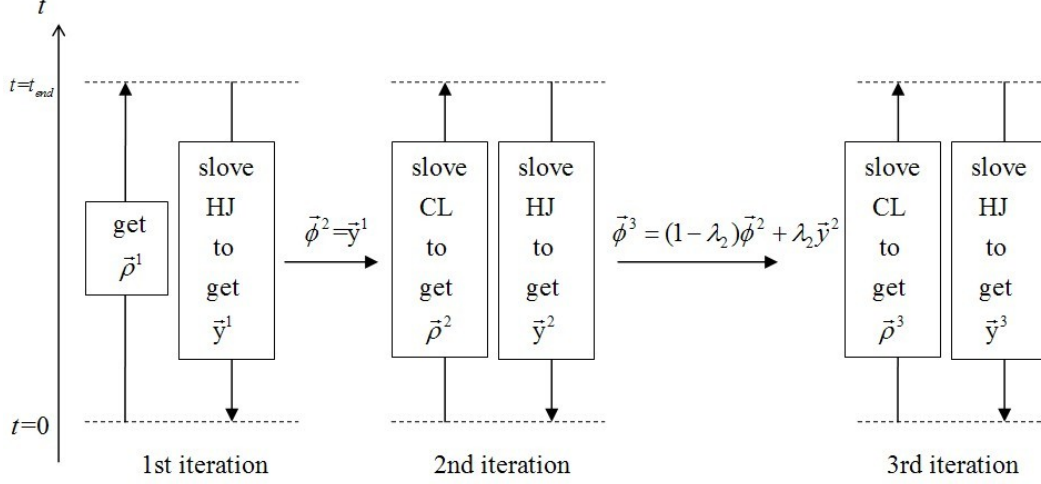 t
t=t_end
get
ρ⃗¹
slove
HJ
to
get
y⃗¹
ϕ⃗²=y⃗¹
slove
CL
to
get
ρ⃗²
slove
HJ
to
get
y⃗²
ϕ⃗³ = (1−λ₂)ϕ⃗² + λ₂y⃗²
slove
CL
to
get
ρ⃗³
slove
HJ
to
get
y⃗³
t=0
1st iteration
2nd iteration
3rd iteration